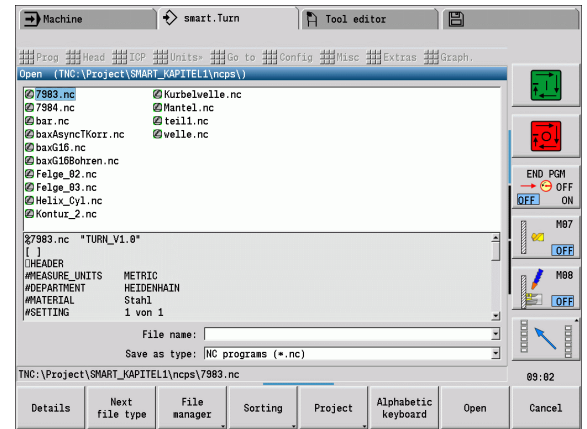 Machine smart.Turn Tool editor
Prog Head ICP Units» Go to Config Misc Extras Graph.
Open (TNC:\Project\SMART_KAPITEL1\ncps\)
7983.nc Kurbelwelle.nc
7984.nc Mantel.nc
bar.nc teil1.nc
baxAsyncTKorr.nc welle.nc
baxG16.nc
baxG16Bohren.nc
Felge_02.nc
Felge_03.nc
Helix_Cyl.nc
Kontur_2.nc
%7983.nc "TURN_V1.0"
[ ]
HEADER
#MEASURE_UNITS METRIC
#DEPARTMENT HEIDENHAIN
#MATERIAL Stahl
#SETTING 1 von 1
File name:
Save as type: NC programs (*.nc)
TNC:\Project\SMART_KAPITEL1\ncps\7983.nc
END PGM
OFF
OFF ON
M07
OFF
M08
OFF
09:02
Details Next file type File manager Sorting Project Alphabetic keyboard Open Cancel